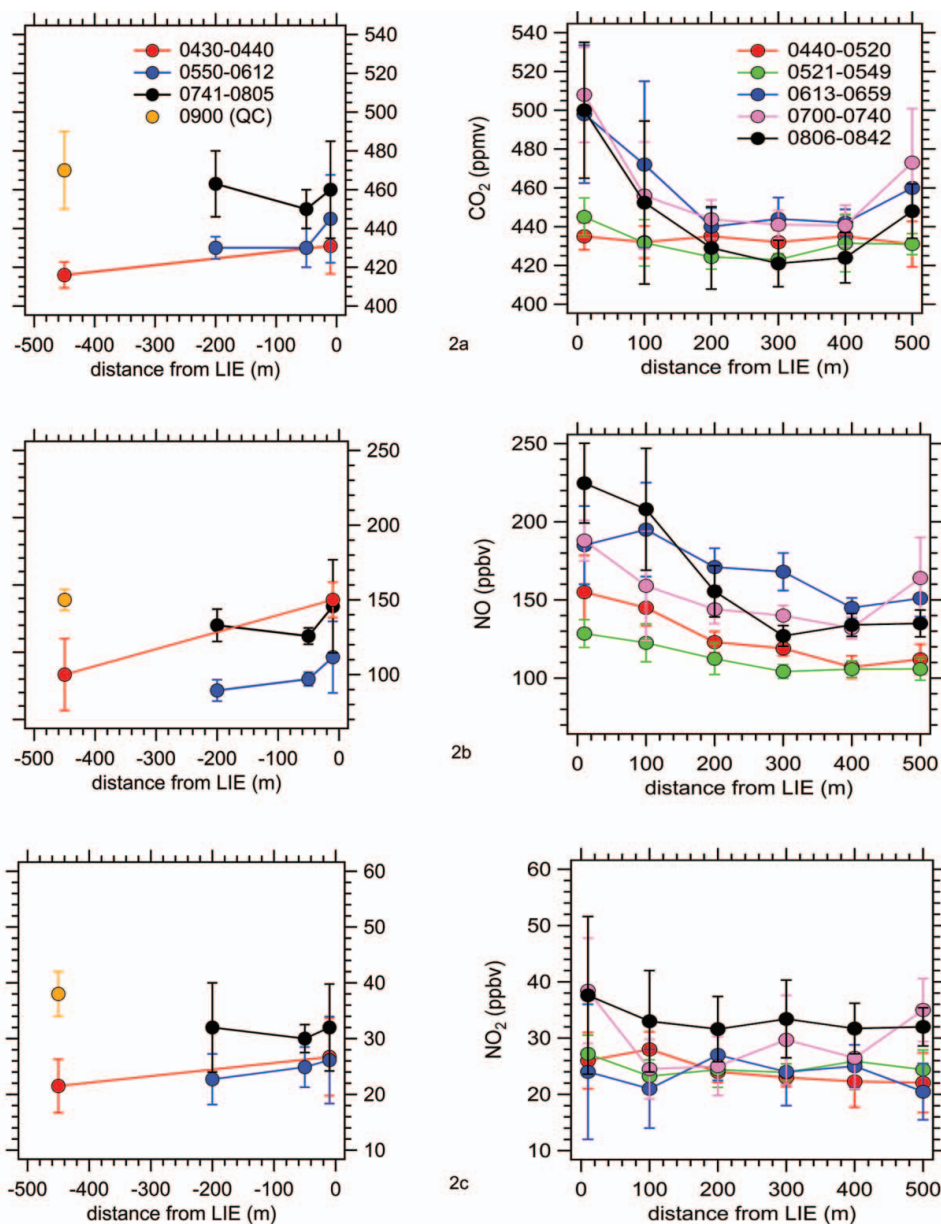 540
520
500
480
460
440
420
400
0430-0440
0550-0612
0741-0805
0900 (QC)
-500 -400 -300 -200 -100 0
distance from LIE (m)
2a
CO2 (ppmv)
540
520
500
480
460
440
420
400
0440-0520
0521-0549
0613-0659
0700-0740
0806-0842
0 100 200 300 400 500
distance from LIE (m)
250
200
150
100
-500 -400 -300 -200 -100 0
distance from LIE (m)
2b
NO (ppbv)
250
200
150
100
0 100 200 300 400 500
distance from LIE (m)
60
50
40
30
20
10
-500 -400 -300 -200 -100 0
distance from LIE (m)
2c
NO2 (ppbv)
60
50
40
30
20
10
0 100 200 300 400 500
distance from LIE (m)